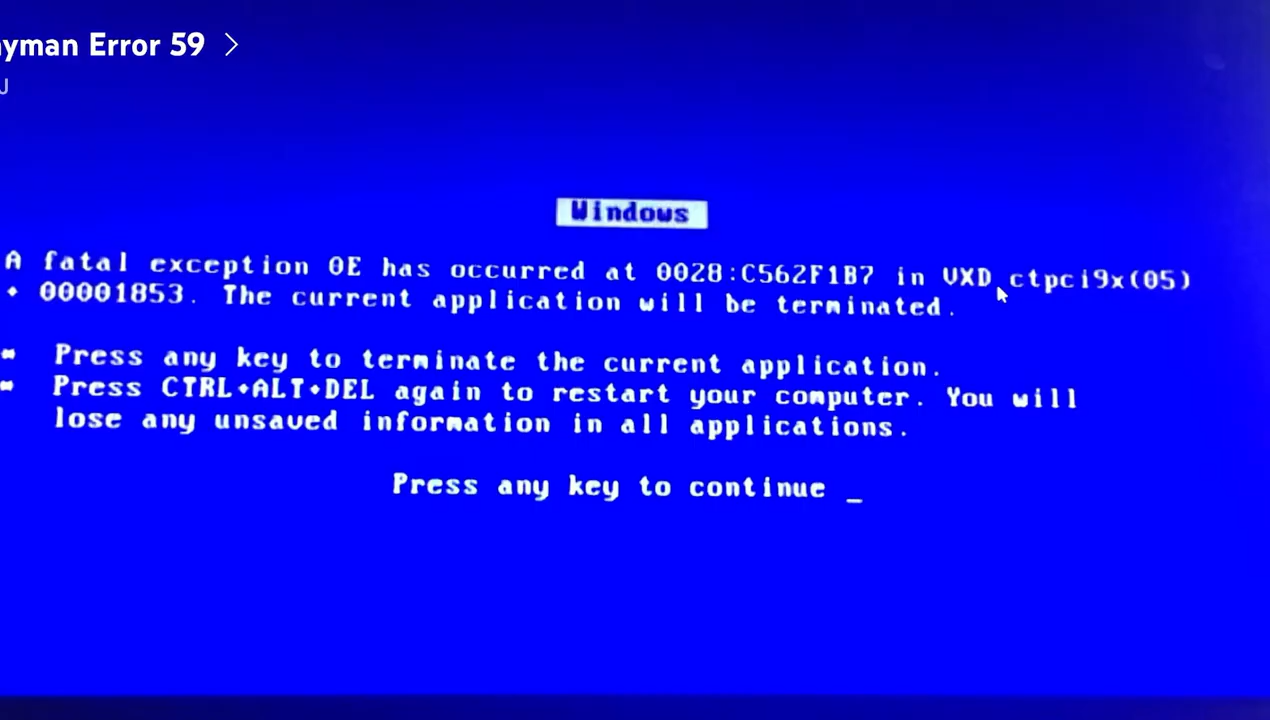 yman Error 59 >
J
Windows
A fatal exception 0E has occurred at 0028:C562F1B7 in VXD ctpci9x(05)
+ 00001853. The current application will be terminated.
* Press any key to terminate the current application.
* Press CTRL+ALT+DEL again to restart your computer. You will
lose any unsaved information in all applications.
Press any key to continue _